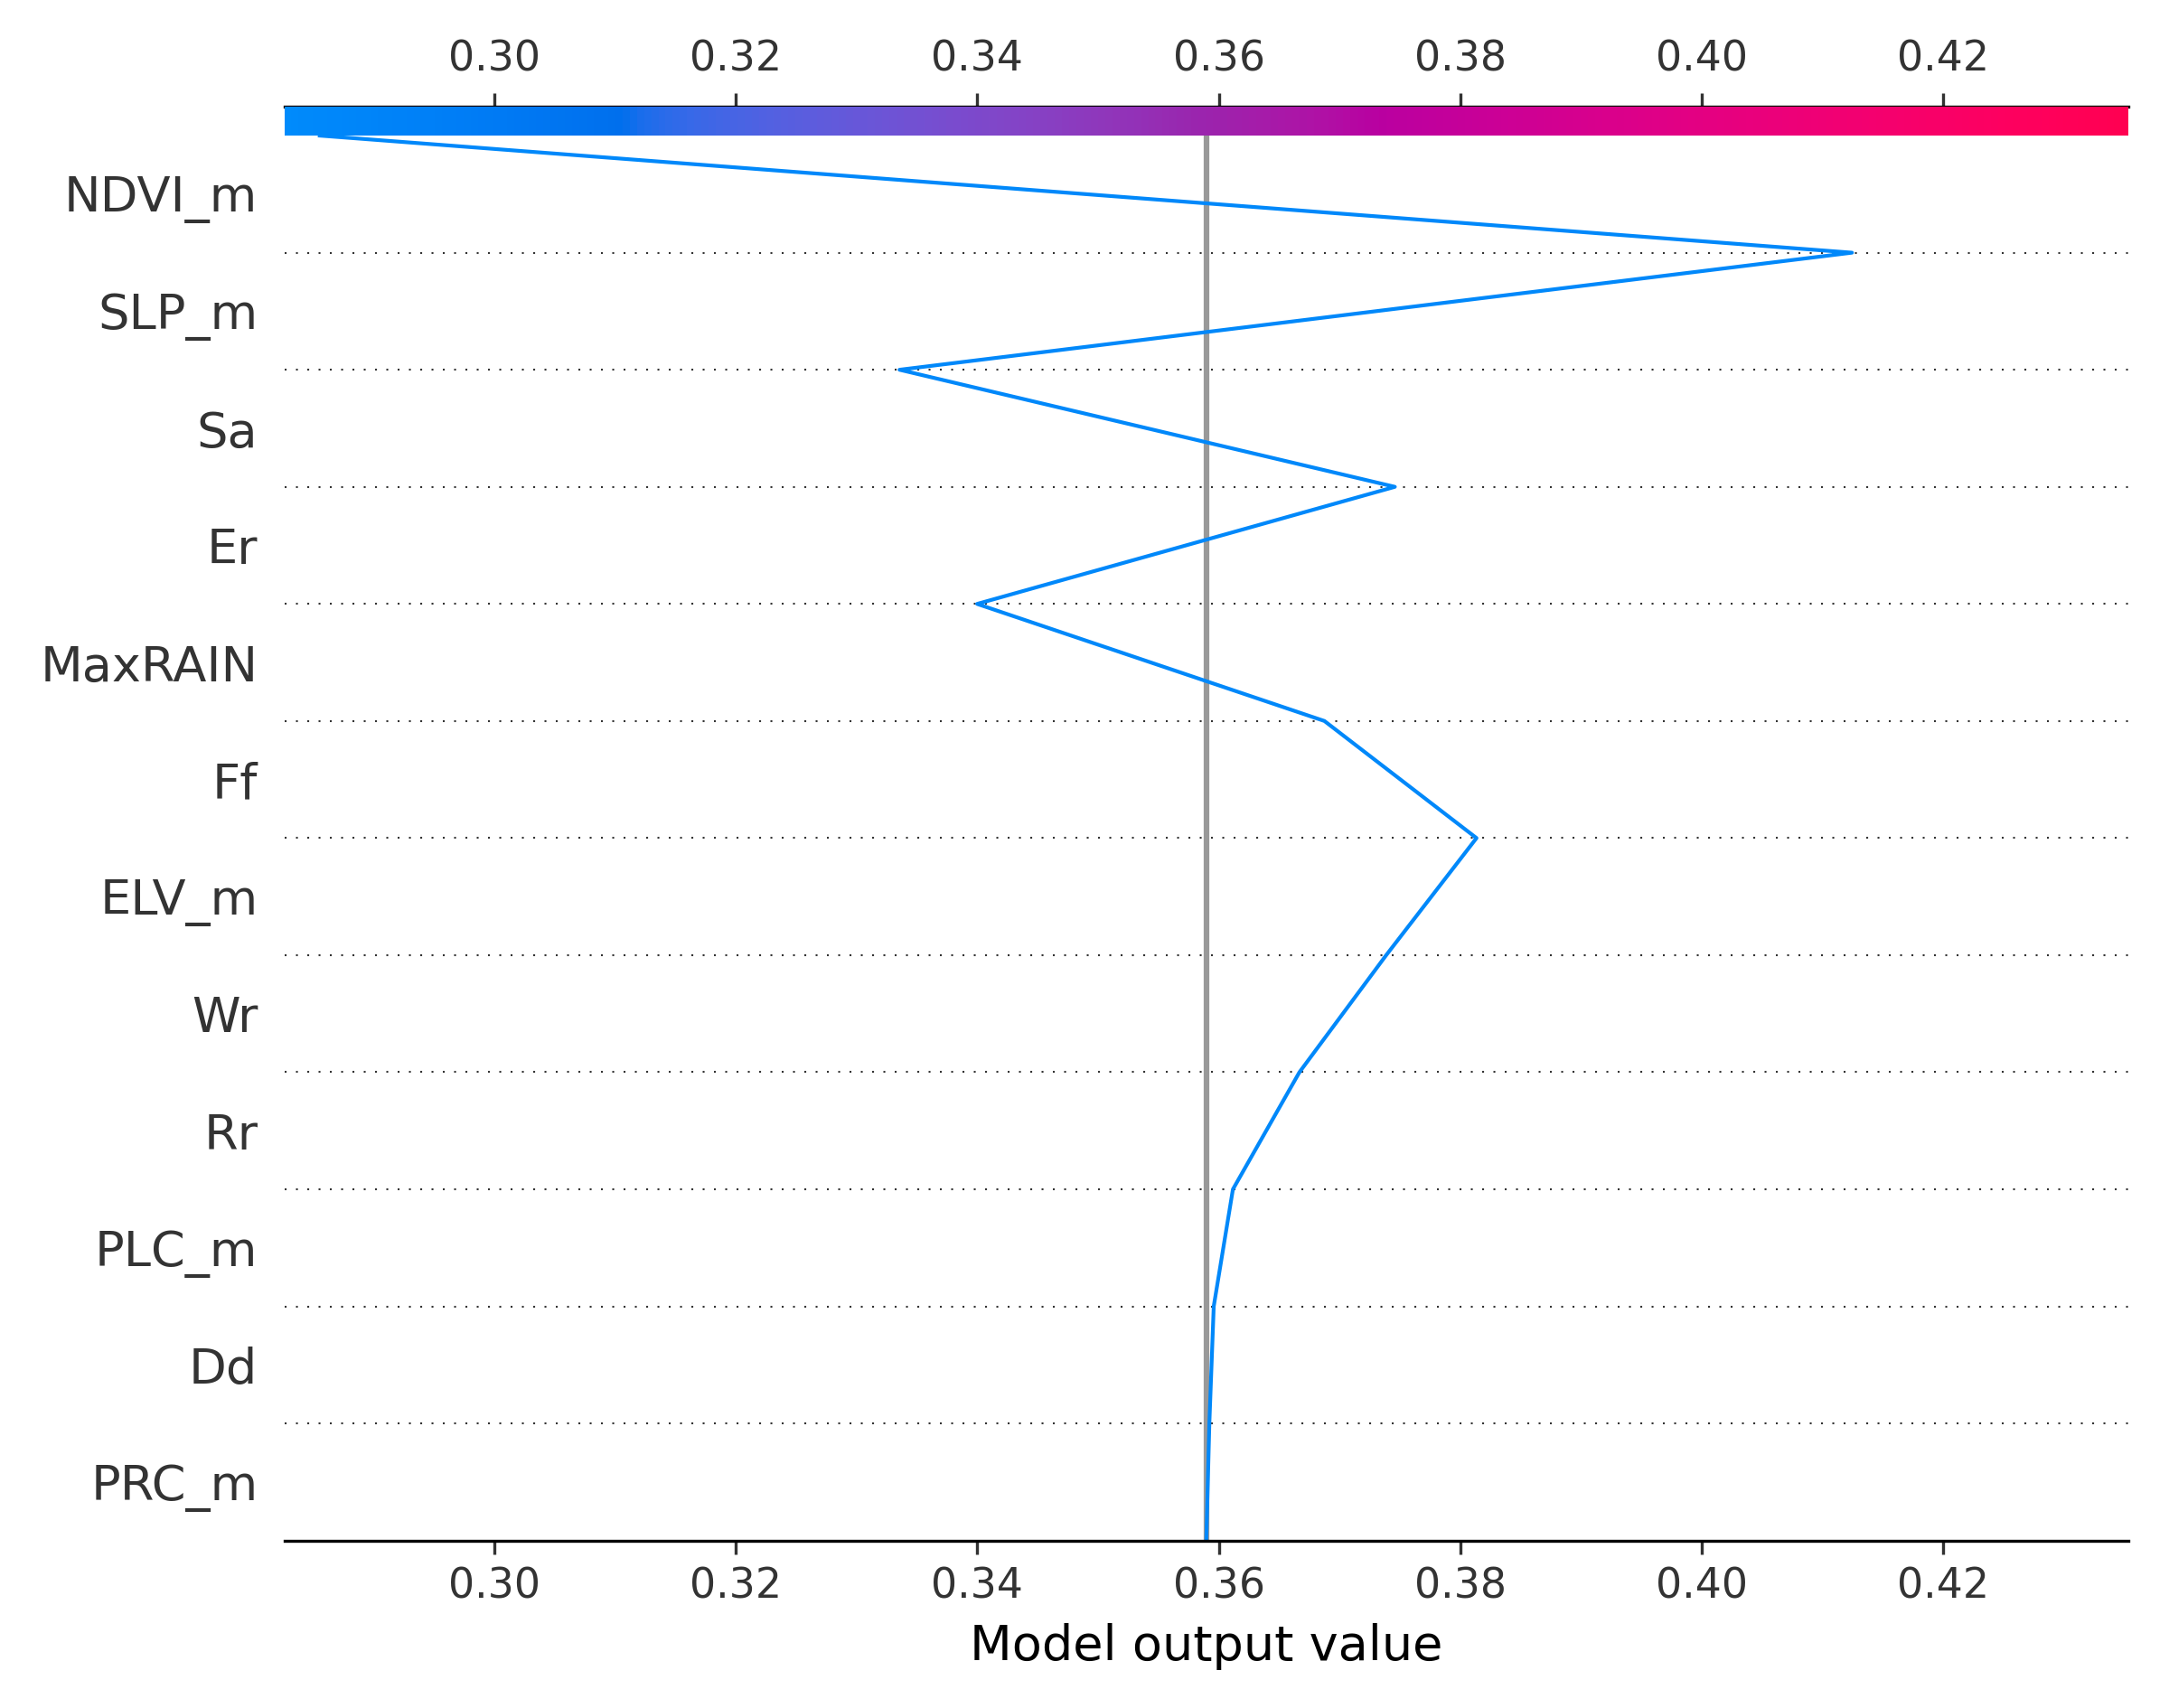 0.30 0.32 0.34 0.36 0.38 0.40 0.42
NDVI_m
SLP_m
Sa
Er
MaxRAIN
Ff
ELV_m
Wr
Rr
PLC_m
Dd
PRC_m
0.30 0.32 0.34 0.36 0.38 0.40 0.42
Model output value